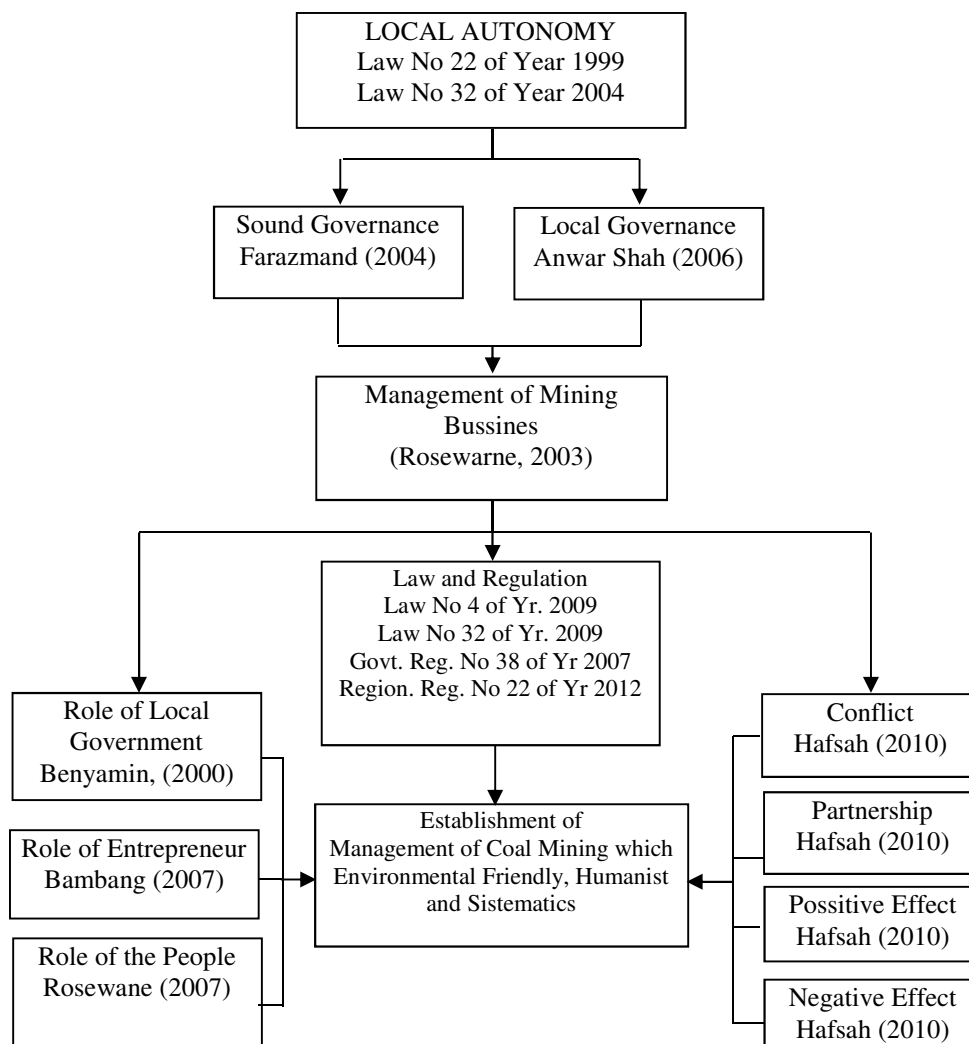 LOCAL AUTONOMY
Law No 22 of Year 1999
Law No 32 of Year 2004
Sound Governance
Farazmand (2004)
Local Governance
Anwar Shah (2006)
Management of Mining
Bussines
(Rosewarne, 2003)
Law and Regulation
Law No 4 of Yr. 2009
Law No 32 of Yr. 2009
Govt. Reg. No 38 of Yr 2007
Region. Reg. No 22 of Yr 2012
Role of Local
Government
Benyamin, (2000)
Role of Entrepreneur
Bambang (2007)
Role of the People
Rosewane (2007)
Establishment of
Management of Coal Mining which
Environmental Friendly, Humanist
and Sistematics
Conflict
Hafsah (2010)
Partnership
Hafsah (2010)
Possitive Effect
Hafsah (2010)
Negative Effect
Hafsah (2010)